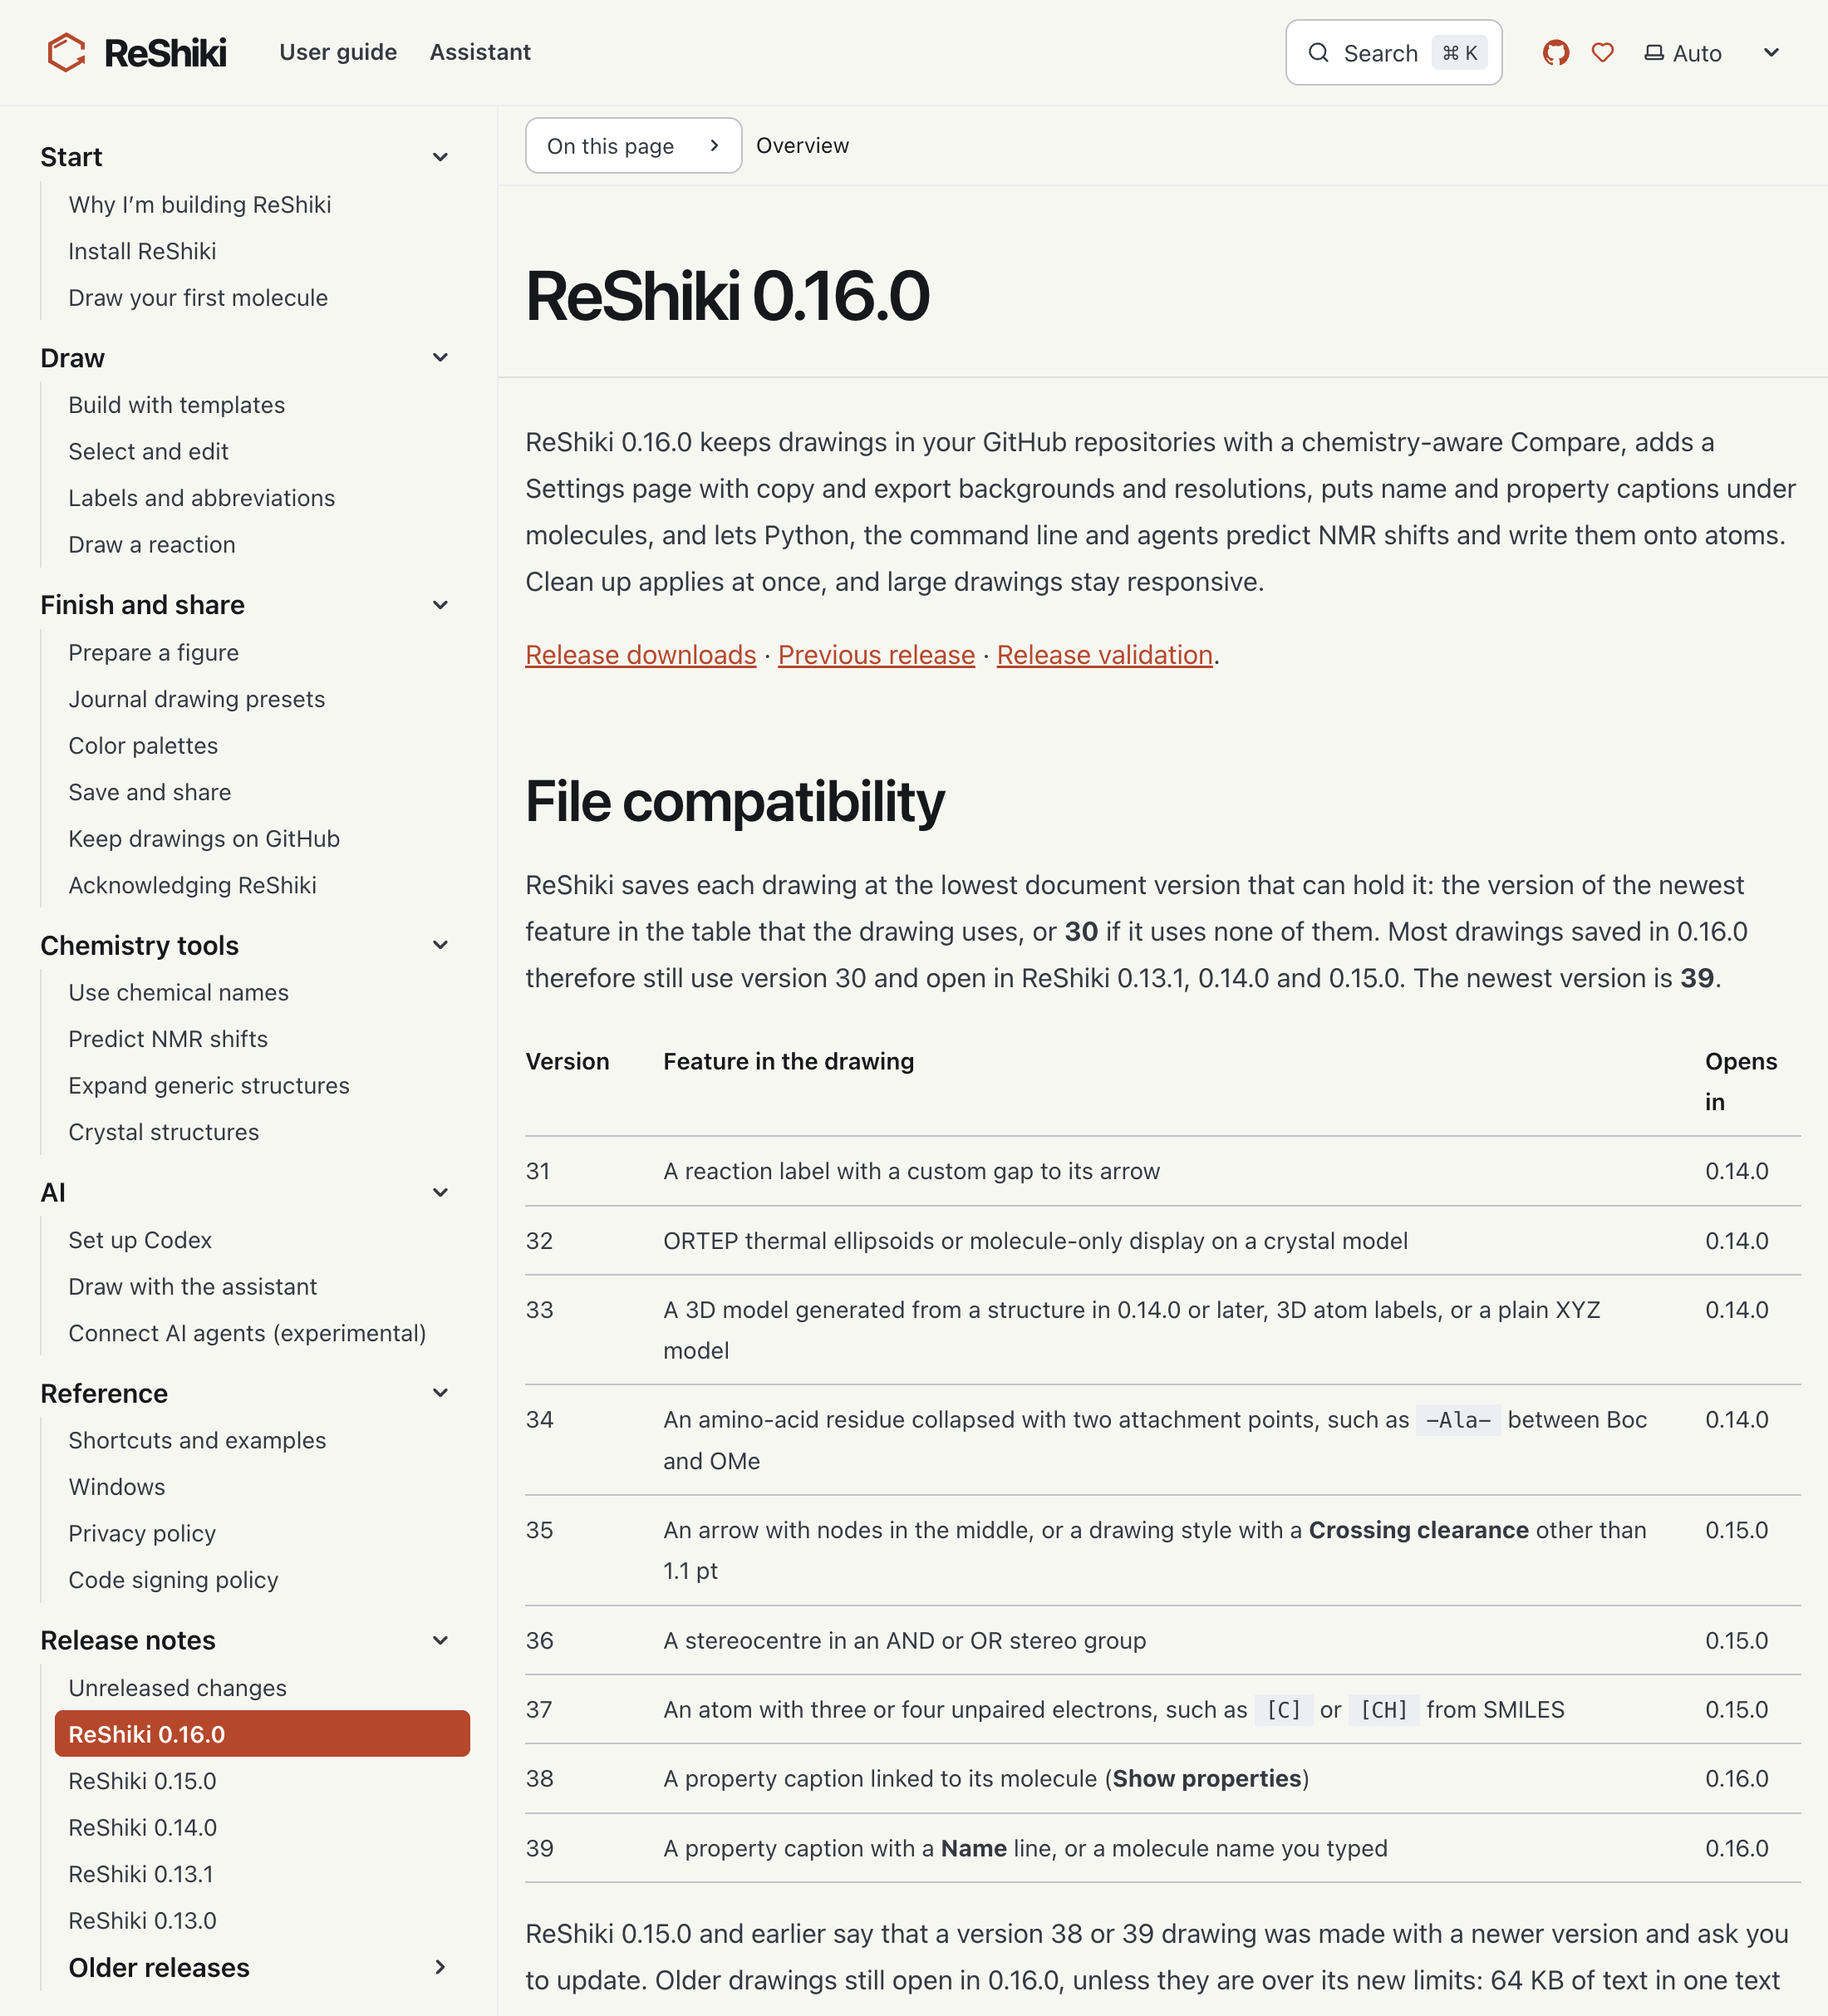 ReShiki
User guide
Assistant
Search ⌘ K
Auto
Start
Why I’m building ReShiki
Install ReShiki
Draw your first molecule
Draw
Build with templates
Select and edit
Labels and abbreviations
Draw a reaction
Finish and share
Prepare a figure
Journal drawing presets
Color palettes
Save and share
Keep drawings on GitHub
Acknowledging ReShiki
Chemistry tools
Use chemical names
Predict NMR shifts
Expand generic structures
Crystal structures
AI
Set up Codex
Draw with the assistant
Connect AI agents (experimental)
Reference
Shortcuts and examples
Windows
Privacy policy
Code signing policy
Release notes
Unreleased changes
ReShiki 0.16.0
ReShiki 0.15.0
ReShiki 0.14.0
ReShiki 0.13.1
ReShiki 0.13.0
Older releases
On this page
Overview
ReShiki 0.16.0
ReShiki 0.16.0 keeps drawings in your GitHub repositories with a chemistry-aware Compare, adds a
Settings page with copy and export backgrounds and resolutions, puts name and property captions under
molecules, and lets Python, the command line and agents predict NMR shifts and write them onto atoms.
Clean up applies at once, and large drawings stay responsive.
Release downloads · Previous release · Release validation.
File compatibility
ReShiki saves each drawing at the lowest document version that can hold it: the version of the newest
feature in the table that the drawing uses, or 30 if it uses none of them. Most drawings saved in 0.16.0
therefore still use version 30 and open in ReShiki 0.13.1, 0.14.0 and 0.15.0. The newest version is 39.
Version Feature in the drawing Opens
in
31 A reaction label with a custom gap to its arrow 0.14.0
32 ORTEP thermal ellipsoids or molecule-only display on a crystal model 0.14.0
33 A 3D model generated from a structure in 0.14.0 or later, 3D atom labels, or a plain XYZ 0.14.0
model
34 An amino-acid residue collapsed with two attachment points, such as –Ala– between Boc 0.14.0
and OMe
35 An arrow with nodes in the middle, or a drawing style with a Crossing clearance other than 0.15.0
1.1 pt
36 A stereocentre in an AND or OR stereo group 0.15.0
37 An atom with three or four unpaired electrons, such as [C] or [CH] from SMILES 0.15.0
38 A property caption linked to its molecule (Show properties) 0.16.0
39 A property caption with a Name line, or a molecule name you typed 0.16.0
ReShiki 0.15.0 and earlier say that a version 38 or 39 drawing was made with a newer version and ask you
to update. Older drawings still open in 0.16.0, unless they are over its new limits: 64 KB of text in one text